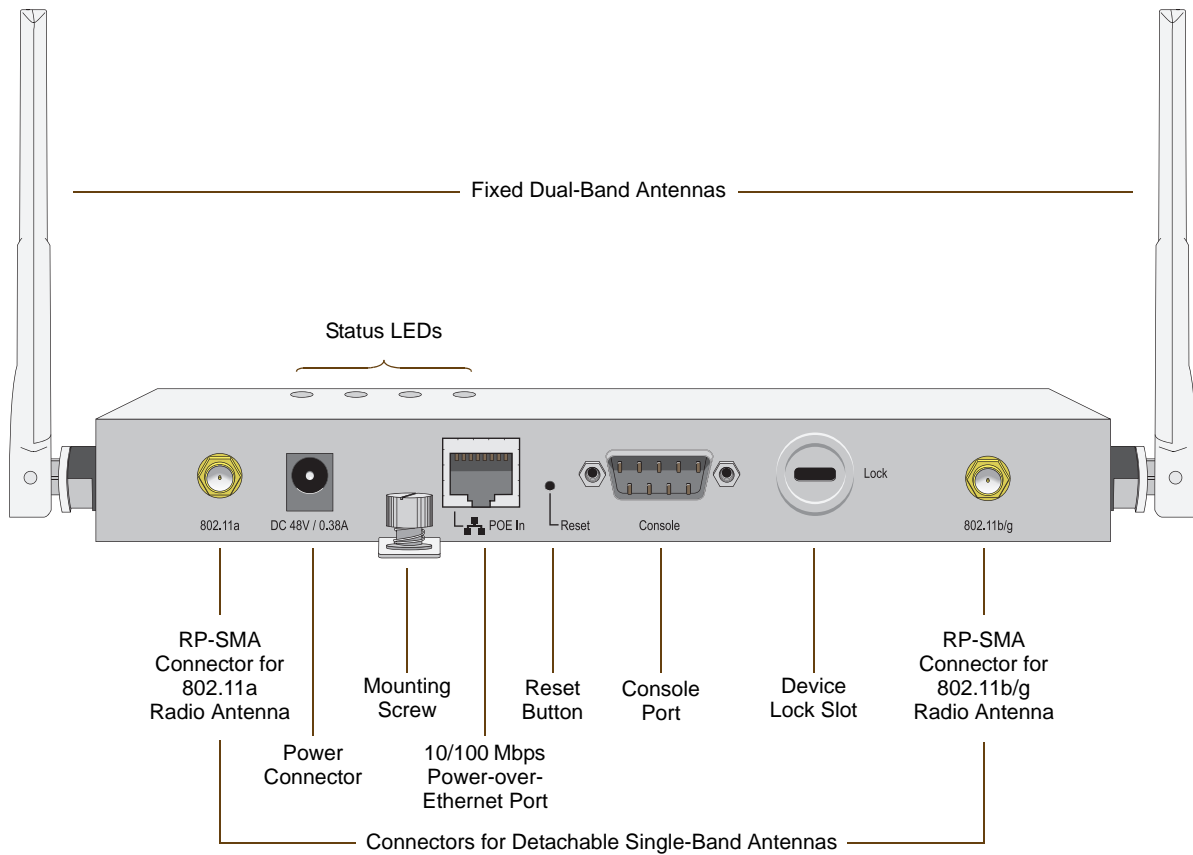 Fixed Dual-Band Antennas
Status LEDs
Lock
802.11a
DC 48V / 0.38A
POE In
Reset
Console
802.11b/g
RP-SMA
Connector for
802.11a
Radio Antenna
Mounting
Screw
Reset
Button
Console
Port
Device
Lock Slot
RP-SMA
Connector for
802.11b/g
Radio Antenna
Power
Connector
10/100 Mbps
Power-over-
Ethernet Port
Connectors for Detachable Single-Band Antennas